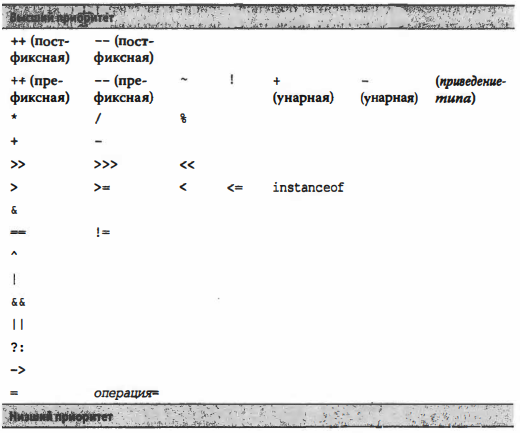 Высший приоритет
++ (пост- -- (пост-
фиксная) фиксная)
++ (пре- -- (пре- ~ ! + - (приведение-
фиксная) фиксная) (унарная) (унарная) типа)
* / %
+ -
>> >>> <<
> >= < <= instanceof
&
== !=
^
|
&&
||
?:
->
= операция=
Низший приоритет